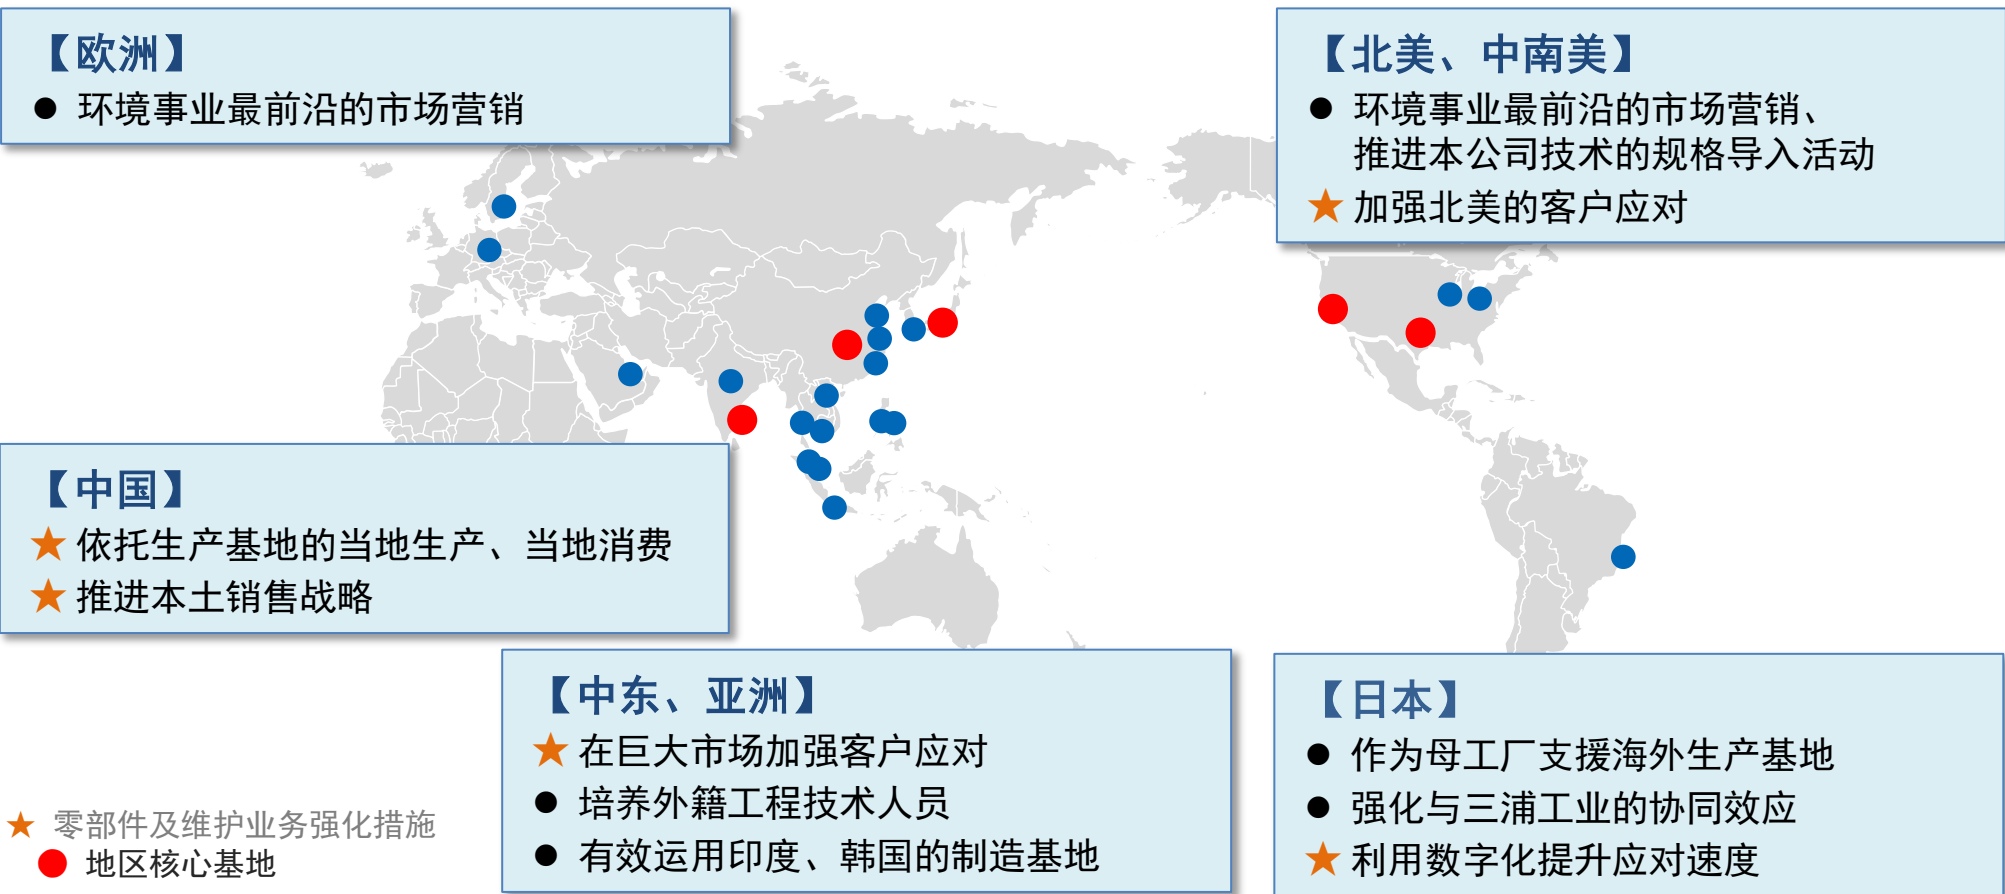 【欧洲】
● 环境事业最前沿的市场营销
【北美、中南美】
● 环境事业最前沿的市场营销、
推进本公司技术的规格导入活动
★ 加强北美的客户应对
【中国】
★ 依托生产基地的当地生产、当地消费
★ 推进本土销售战略
【中东、亚洲】
★ 在巨大市场加强客户应对
● 培养外籍工程技术人员
● 有效运用印度、韩国的制造基地
【日本】
● 作为母工厂支援海外生产基地
● 强化与三浦工业的协同效应
★ 利用数字化提升应对速度
★ 零部件及维护业务强化措施
● 地区核心基地